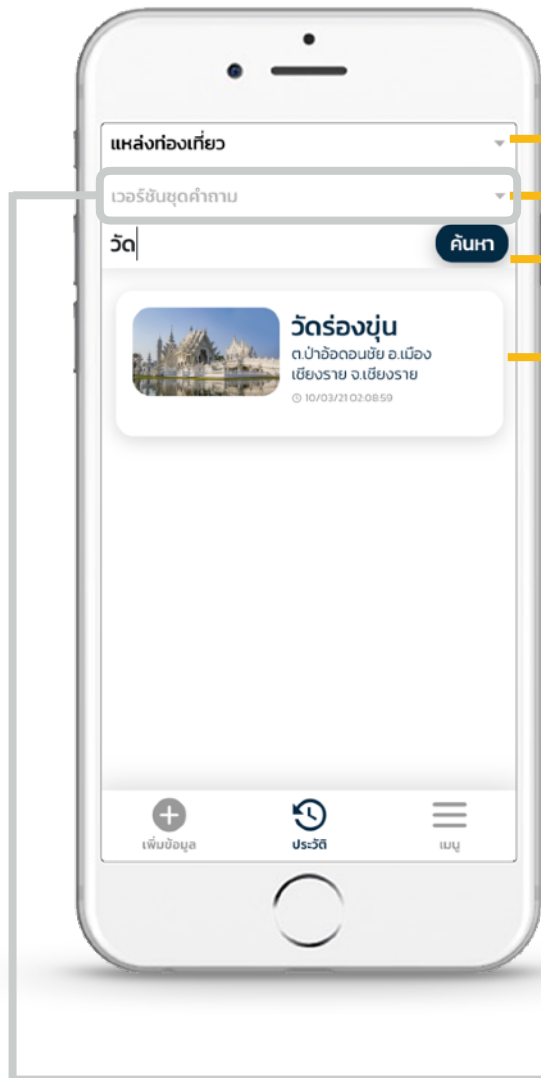 แหล่งท่องเที่ยว
เวอร์ชันชุดคำถาม
วัด
ค้นหา
วัดร่องขุ่น
ต.ป่าอ้อดอนชัย อ.เมือง
เชียงราย จ.เชียงราย
10/03/21 02:08:59
เพิ่มข้อมูล
ประวัติ
เมนู